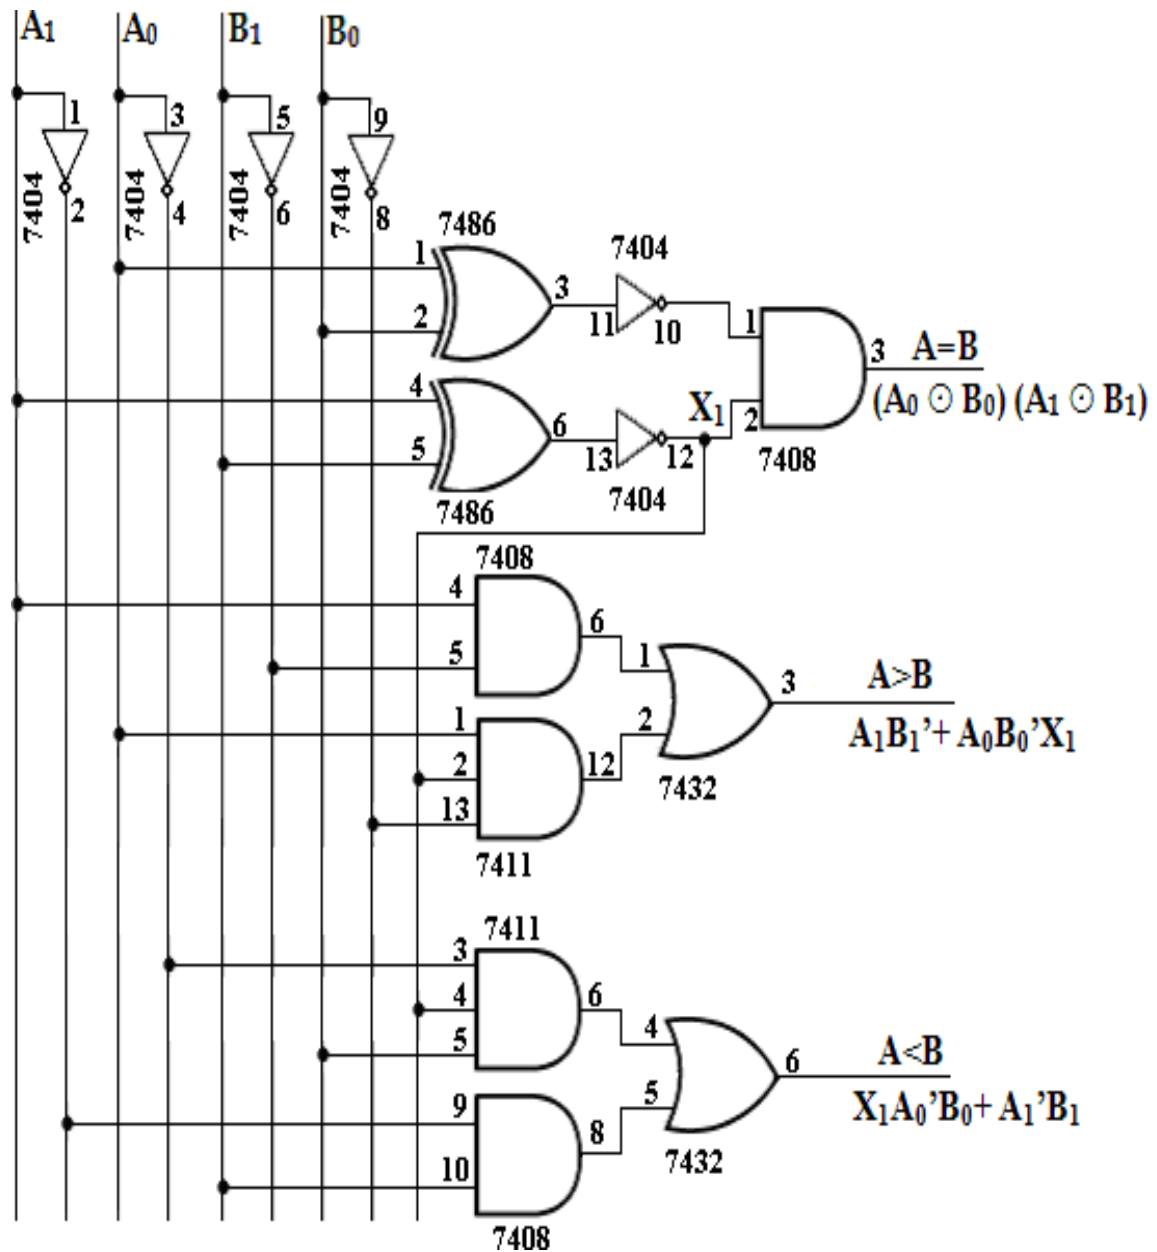 A₁ A₀ B₁ B₀
1 3 5 9
7404 7404 7404 7404
2 4 6 8
7486 7404
1 3
2 11 10 1
3 A=B
(A₀ ⊙ B₀) (A₁ ⊙ B₁)
4 X₁ 2
6
5 13 12 7408
7486 7404
7408
4 6
5 1
3 A>B
1 2 A₁B₁’+ A₀B₀’X₁
2 12
7432
13
7411
7411
3
4 6 4
5 6 A<B
9 5 X₁A₀’B₀+ A₁’B₁
8
10 7432
7408